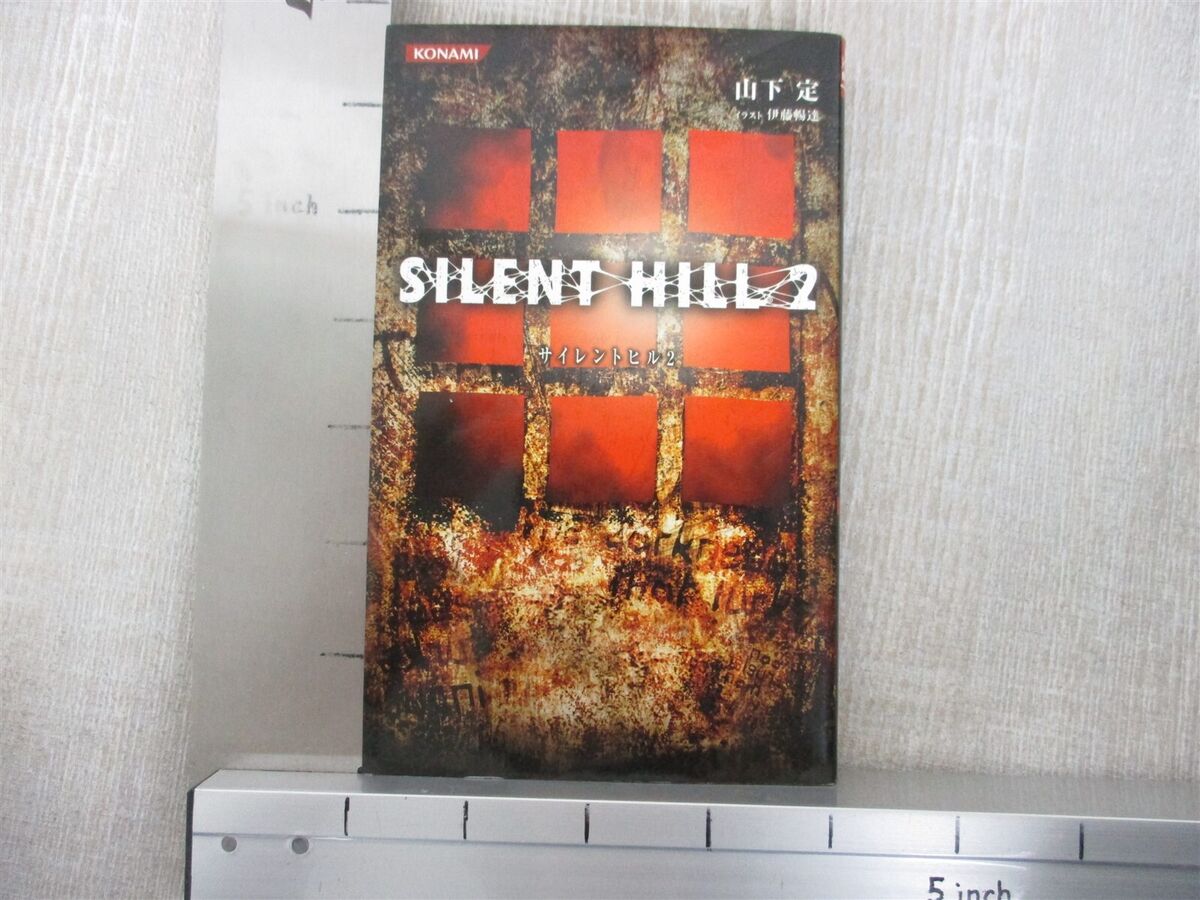 KONAMI
山下 定
イラスト 伊藤暢達
5 inch
SILENT HILL 2
サイレントヒル2
5 inch